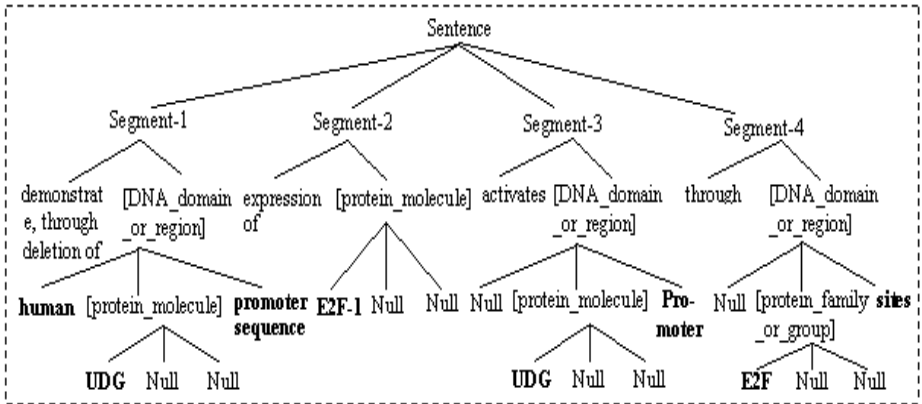 Sentence
Segment-1 Segment-2 Segment-3 Segment-4
demonstrat [DNA_domain expression [protein_molecule] activates [DNA_domain through [DNA_domain
e, through _or_region] of _or_region] _or_region]
deletion of
human [protein_molecule] promoter E2F-1 Null Null Null [protein_molecule] Pro- Null [protein_family sites
sequence moter _or_group]
UDG Null Null UDG Null Null E2F Null Null